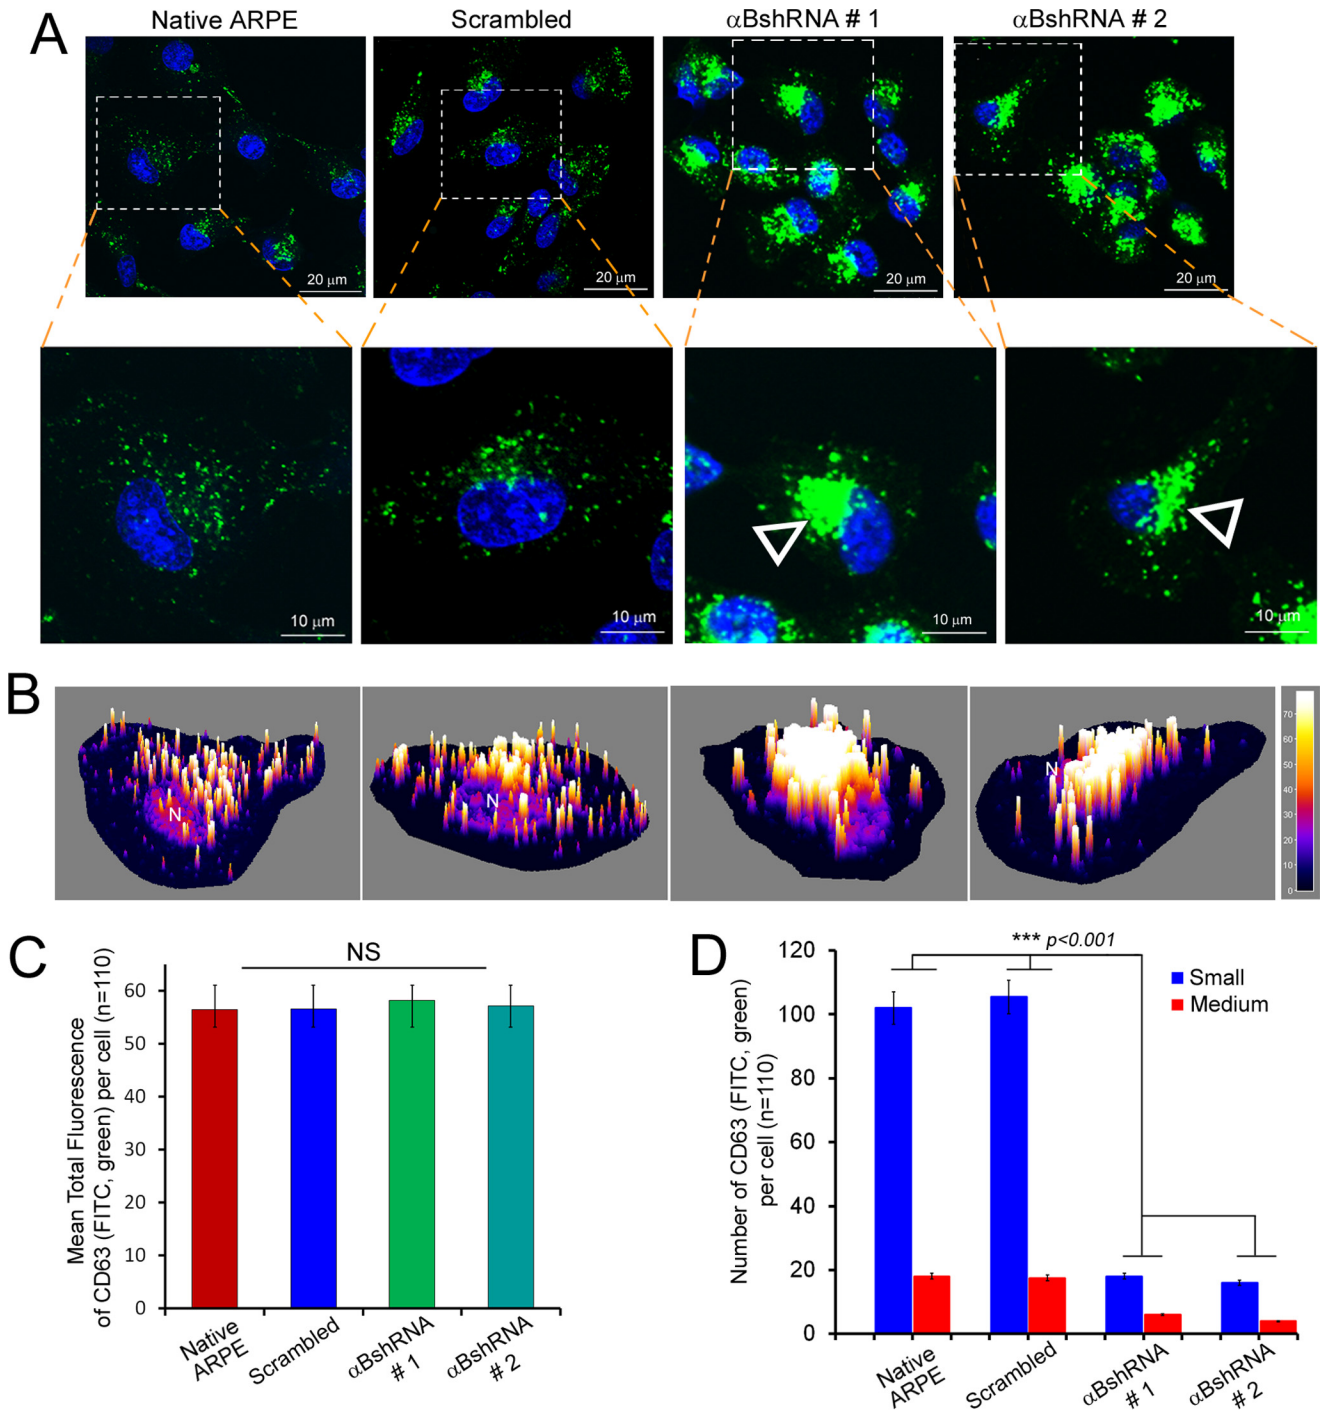 A
Native ARPE
Scrambled
αBshRNA # 1
αBshRNA # 2
20 µm
20 µm
20 µm
20 µm
10 µm
10 µm
10 µm
10 µm
B
N
N
N
70
60
50
40
30
20
10
0
C
NS
Mean Total Fluorescence
of CD63 (FITC, green) per cell (n=110)
60
50
40
30
20
10
0
Native
ARPE
Scrambled
αBshRNA
# 1
αBshRNA
# 2
D
*** p<0.001
Small
Medium
Number of CD63 (FITC, green)
per cell (n=110)
120
100
80
60
40
20
0
Native
ARPE
Scrambled
αBshRNA
# 1
αBshRNA
# 2